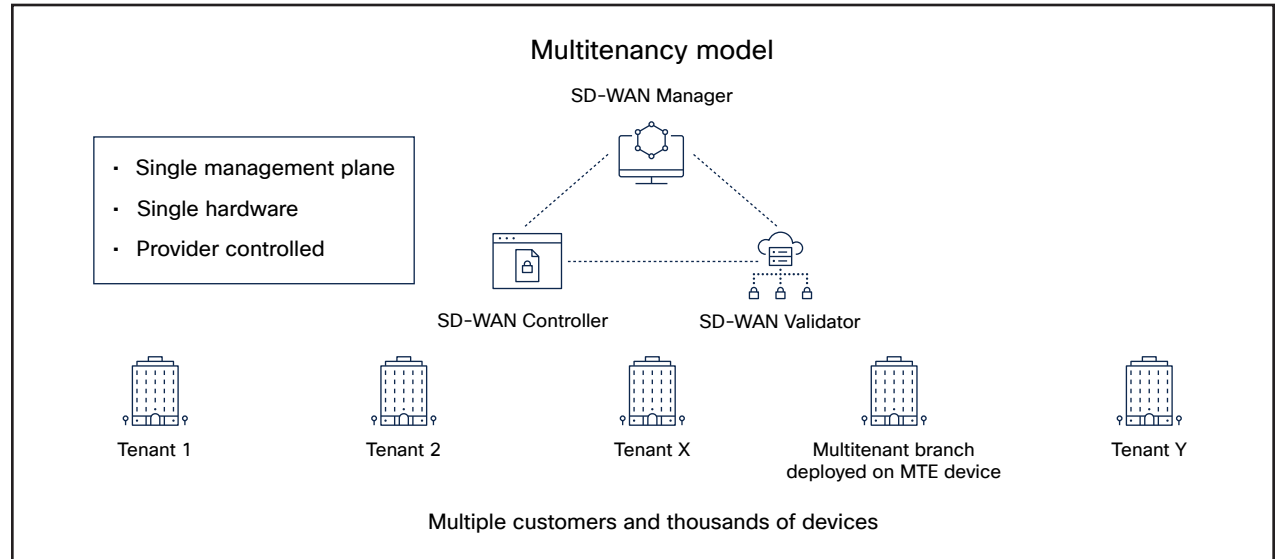 Multitenancy model
SD-WAN Manager
· Single management plane
· Single hardware
· Provider controlled
SD-WAN Controller
SD-WAN Validator
Tenant 1
Tenant 2
Tenant X
Multitenant branch
deployed on MTE device
Tenant Y
Multiple customers and thousands of devices